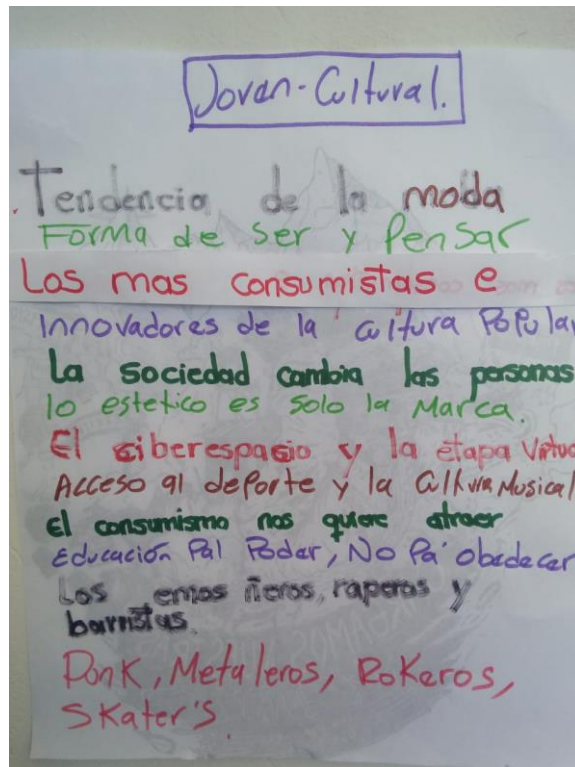 Joven-Cultural.
Tendencia de la moda
Forma de ser y Pensar
Los mas consumistas e
Innovadores de la cultura Popular
La sociedad cambia las personas
lo estetico es solo la Marca.
El ciberespacio y la etapa Virtual
Acceso al deporte y la Cultura Musical
El consumismo nos quiere atraer
Educación Pal Poder, No Pa' obedecer
Los emos ñeros, raperos y
barristas.
Ponk, Metaleros, Rokeros,
Skater's.